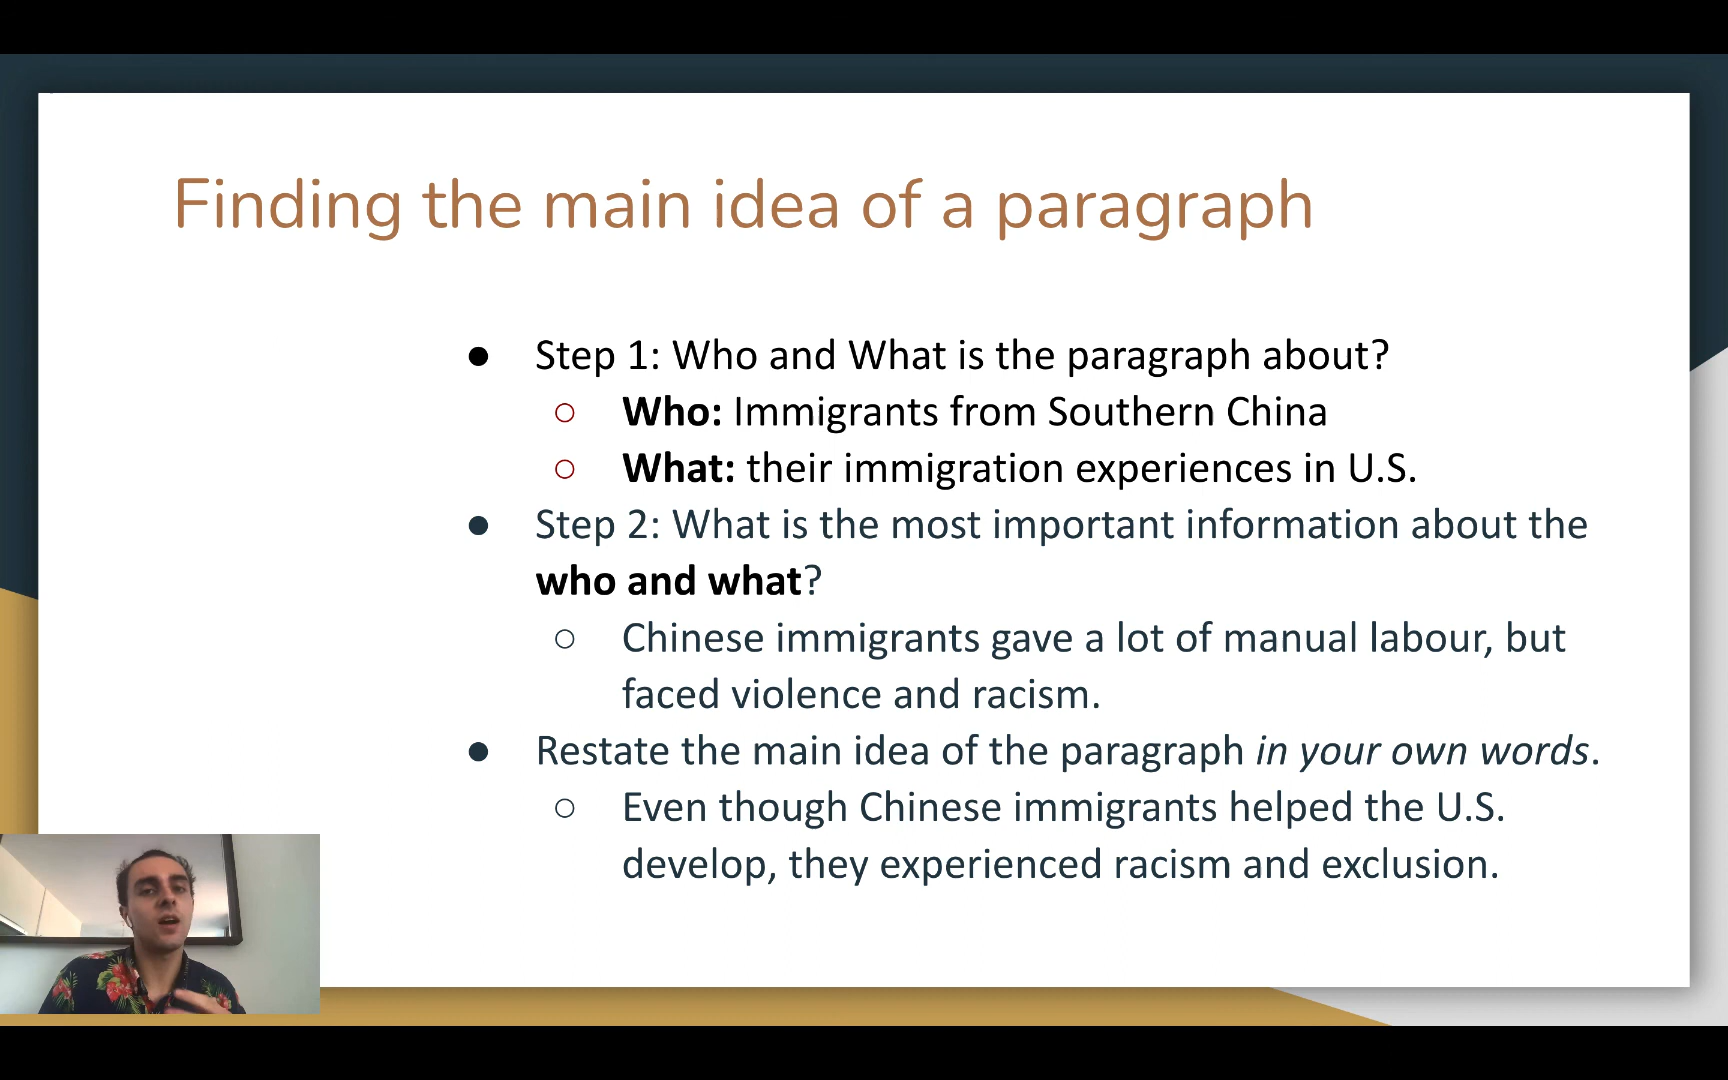 Finding the main idea of a paragraph
● Step 1: Who and What is the paragraph about?
○ Who: Immigrants from Southern China
○ What: their immigration experiences in U.S.
● Step 2: What is the most important information about the
who and what?
○ Chinese immigrants gave a lot of manual labour, but
faced violence and racism.
● Restate the main idea of the paragraph in your own words.
○ Even though Chinese immigrants helped the U.S.
develop, they experienced racism and exclusion.